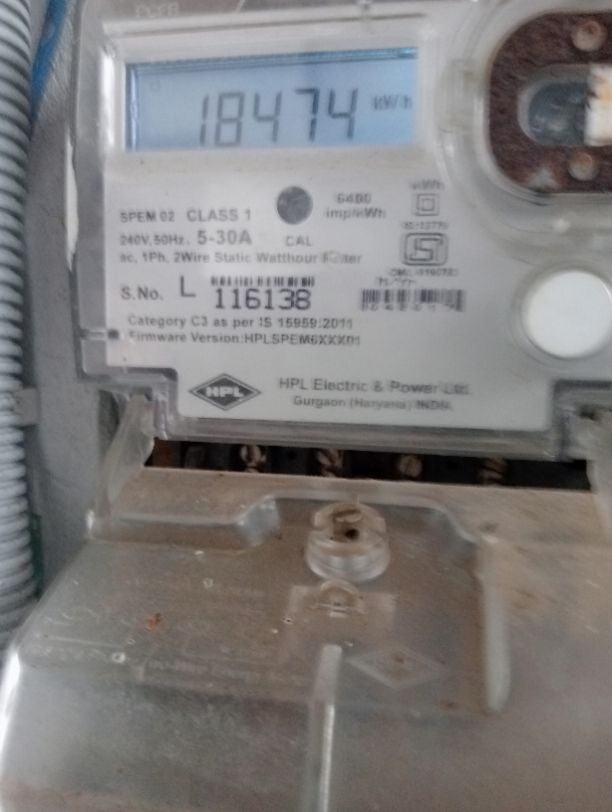 18474 kWh
SPEM 02 CLASS 1
6400
imp/kWh
240V, 50Hz. 5-30A CAL
ac, 1Ph, 2Wire Static Watthour Meter
S.No. L 116138
Category C3 as per IS 15959:2011
Firmware Version:HPLSPEM6XXX01
HPL
HPL Electric & Power Ltd.
Gurgaon (Haryana) INDIA.